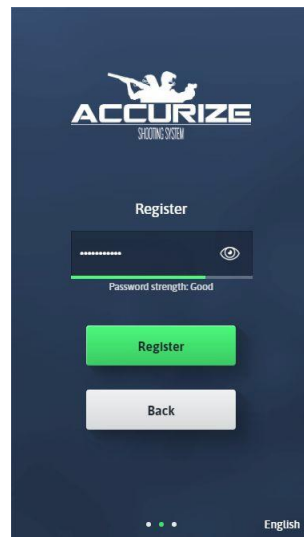 ACCURIZE
SHOOTING SYSTEM
Register
•••••••••••
Password strength: Good
Register
Back
English